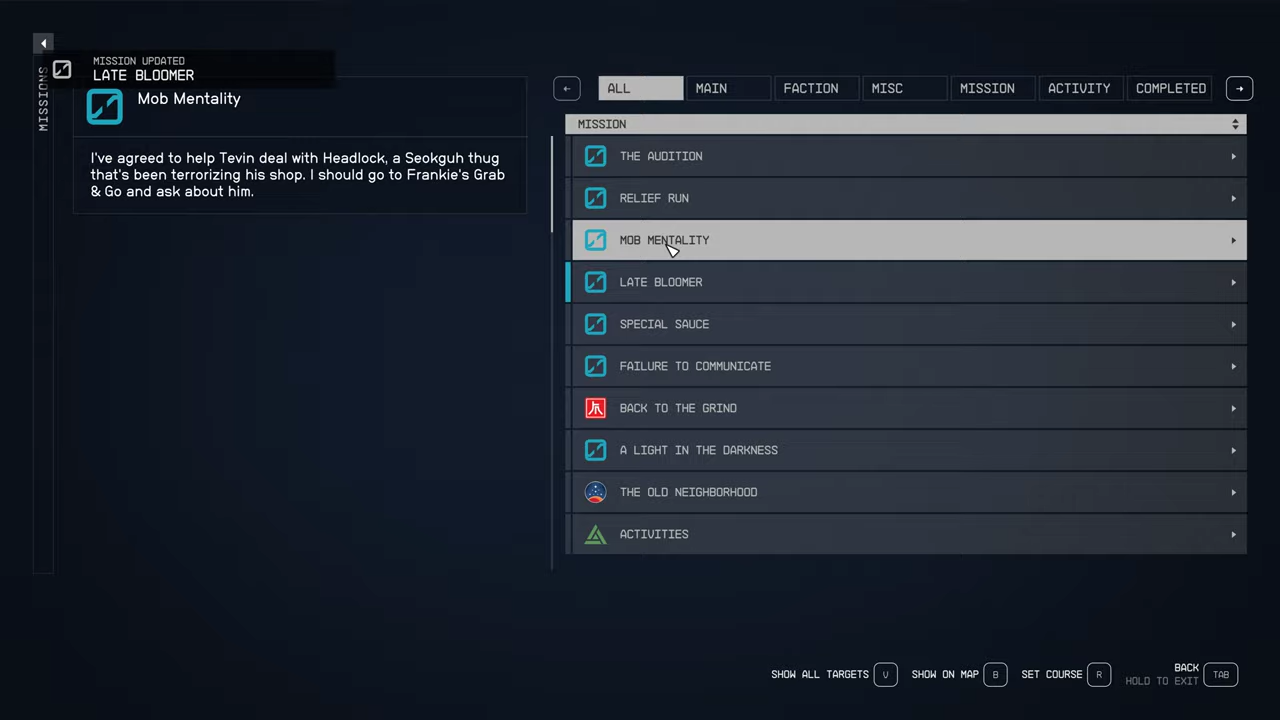 MISSION UPDATED
LATE BLOOMER
MISSIONS
Mob Mentality
I've agreed to help Tevin deal with Headlock, a Seokguh thug
that's been terrorizing his shop. I should go to Frankie's Grab
& Go and ask about him.
ALL MAIN FACTION MISC MISSION ACTIVITY COMPLETED
MISSION
THE AUDITION
RELIEF RUN
MOB MENTALITY
LATE BLOOMER
SPECIAL SAUCE
FAILURE TO COMMUNICATE
BACK TO THE GRIND
A LIGHT IN THE DARKNESS
THE OLD NEIGHBORHOOD
ACTIVITIES
SHOW ALL TARGETS V SHOW ON MAP B SET COURSE R BACK TAB
HOLD TO EXIT